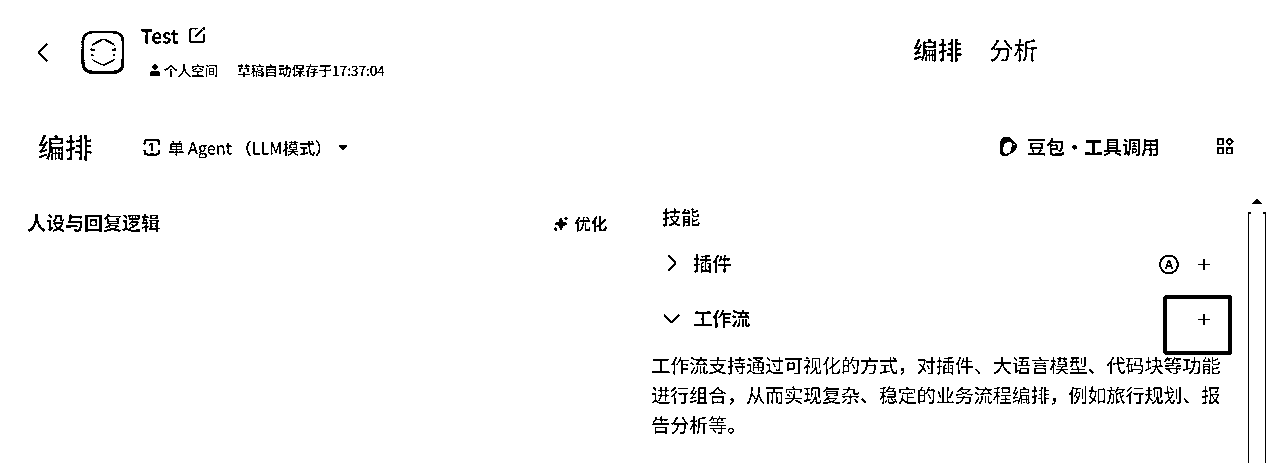 Test
个人空间 草稿自动保存于17:37:04
编排 分析
编排 单 Agent（LLM模式） 豆包·工具调用
人设与回复逻辑 优化
技能
插件 A +
工作流 +
工作流支持通过可视化的方式，对插件、大语言模型、代码块等功能
进行组合，从而实现复杂、稳定的业务流程编排，例如旅行规划、报
告分析等。